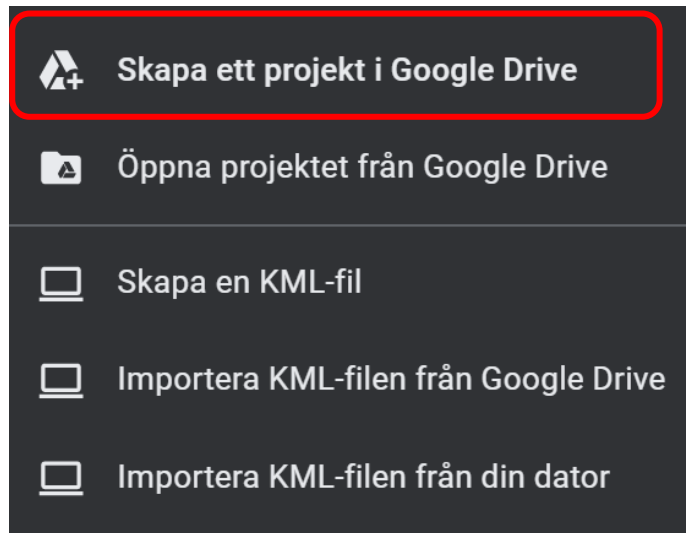 Skapa ett projekt i Google Drive
Öppna projektet från Google Drive
Skapa en KML-fil
Importera KML-filen från Google Drive
Importera KML-filen från din dator